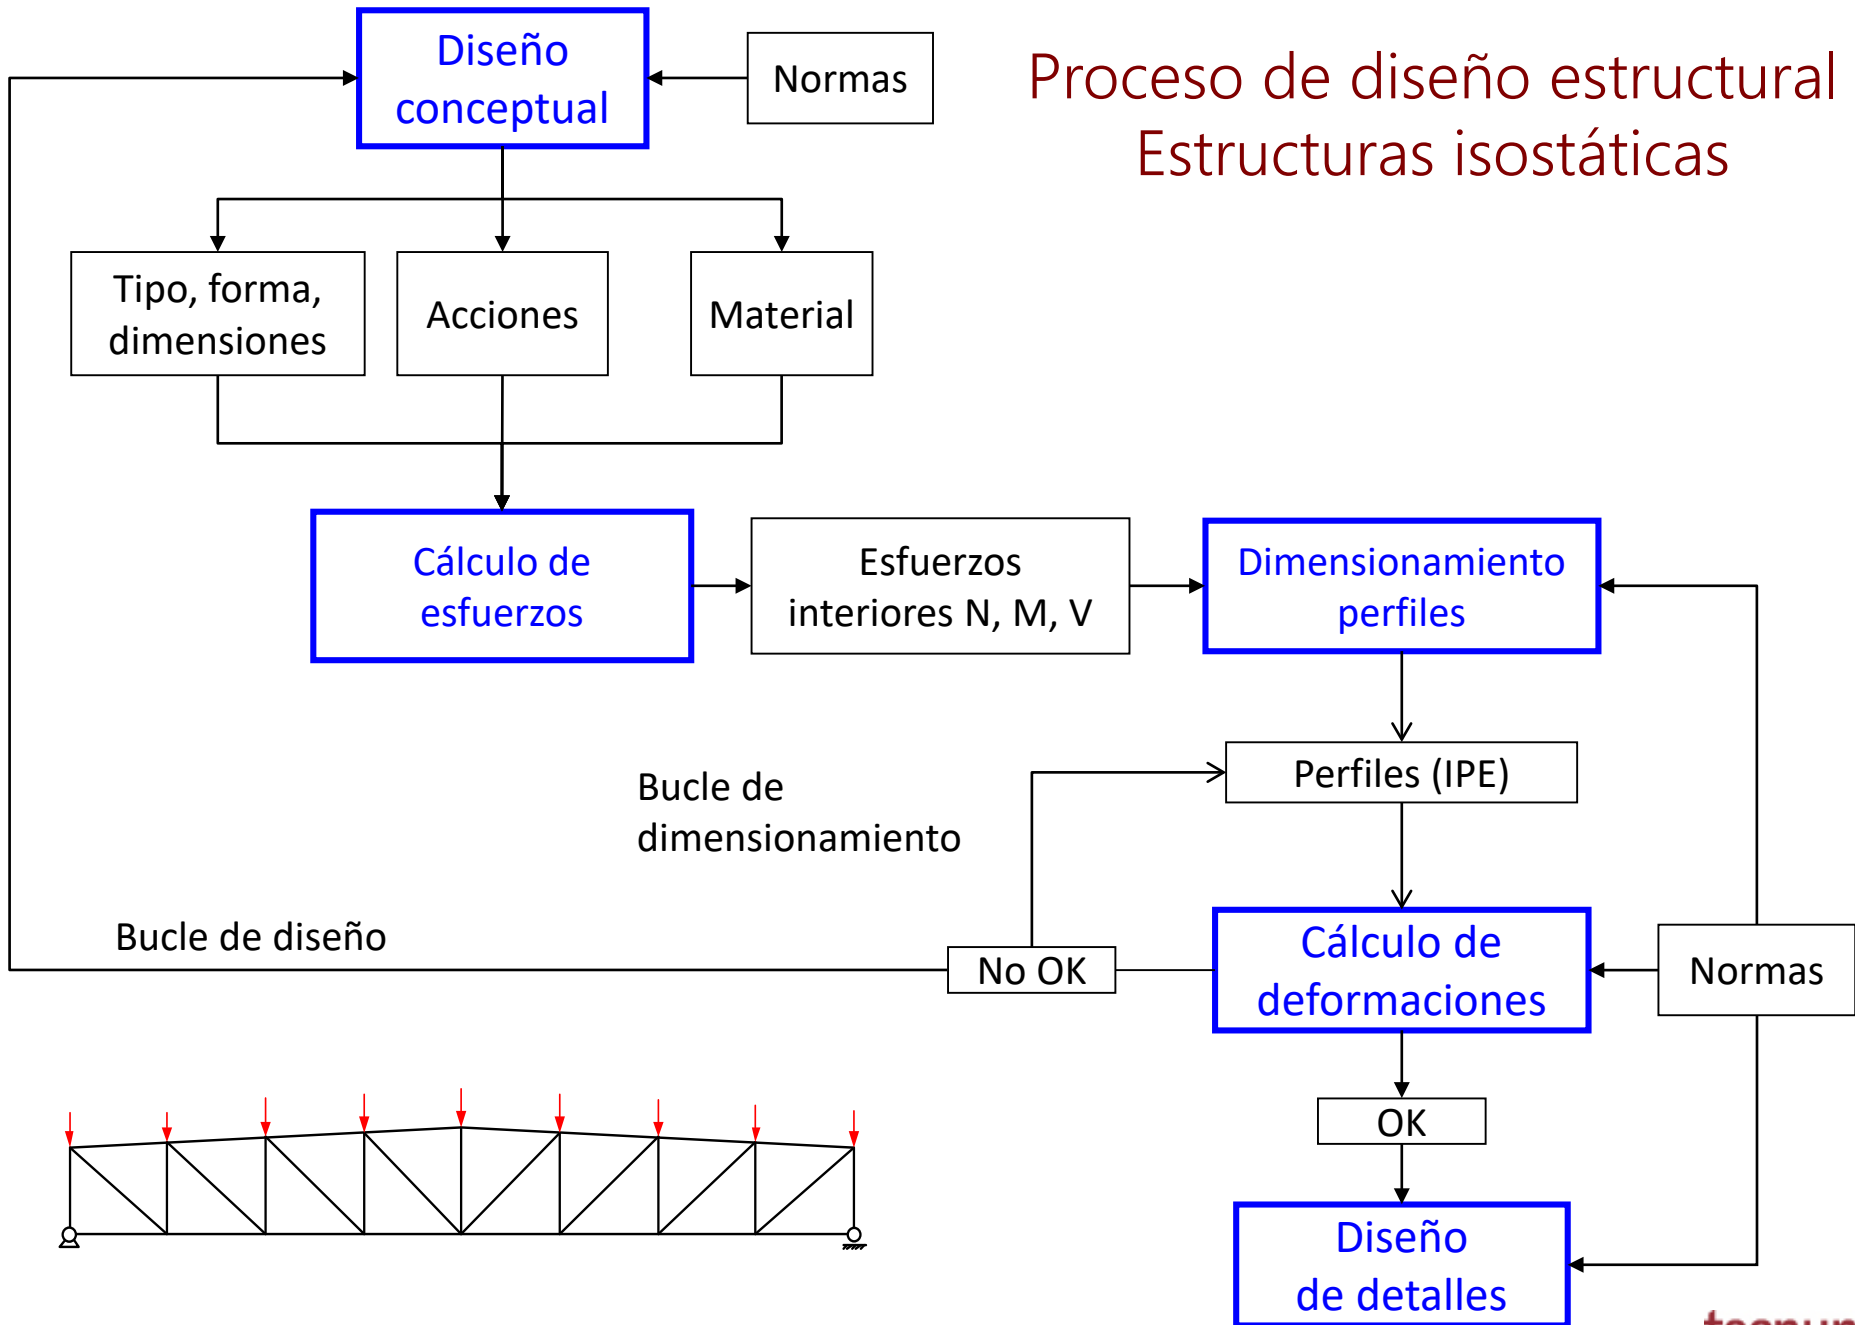 Diseño
conceptual
Normas
Proceso de diseño estructural
Estructuras isostáticas
Tipo, forma,
dimensiones
Acciones
Material
Cálculo de
esfuerzos
Esfuerzos
interiores N, M, V
Dimensionamiento
perfiles
Bucle de
dimensionamiento
Perfiles (IPE)
Bucle de diseño
No OK
Cálculo de
deformaciones
Normas
OK
Diseño
de detalles